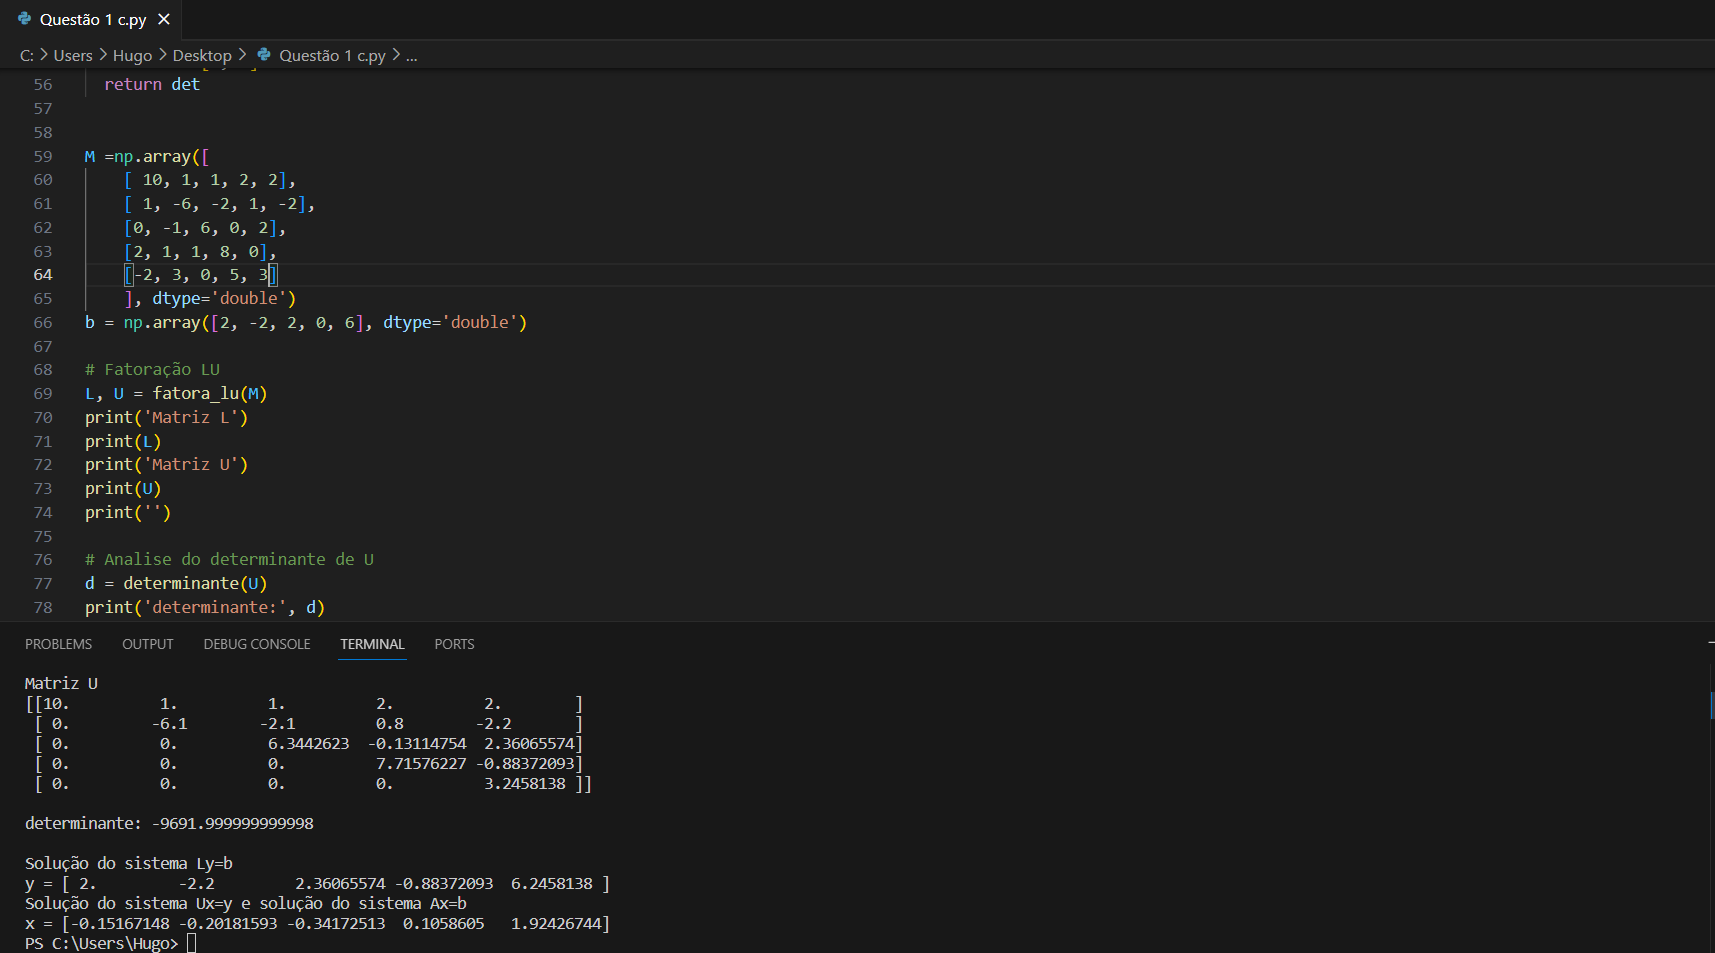 Questão 1 c.py
C: > Users > Hugo > Desktop > Questão 1 c.py > ...
56 return det
57
58
59 M =np.array([
60 [ 10, 1, 1, 2, 2],
61 [ 1, -6, -2, 1, -2],
62 [0, -1, 6, 0, 2],
63 [2, 1, 1, 8, 0],
64 [-2, 3, 0, 5, 3]
65 ], dtype='double')
66 b = np.array([2, -2, 2, 0, 6], dtype='double')
67
68 # Fatoração LU
69 L, U = fatora_lu(M)
70 print('Matriz L')
71 print(L)
72 print('Matriz U')
73 print(U)
74 print('')
75
76 # Analise do determinante de U
77 d = determinante(U)
78 print('determinante:', d)
PROBLEMS OUTPUT DEBUG CONSOLE TERMINAL PORTS
Matriz U
[[10. 1. 1. 2. 2. ]
[ 0. -6.1 -2.1 0.8 -2.2 ]
[ 0. 0. 6.3442623 -0.13114754 2.36065574]
[ 0. 0. 0. 7.71576227 -0.88372093]
[ 0. 0. 0. 0. 3.2458138 ]]
determinante: -9691.999999999998
Solução do sistema Ly=b
y = [ 2. -2.2 2.36065574 -0.88372093 6.2458138 ]
Solução do sistema Ux=y e solução do sistema Ax=b
x = [-0.15167148 -0.20181593 -0.34172513 0.1058605 1.92426744]
PS C:\Users\Hugo>